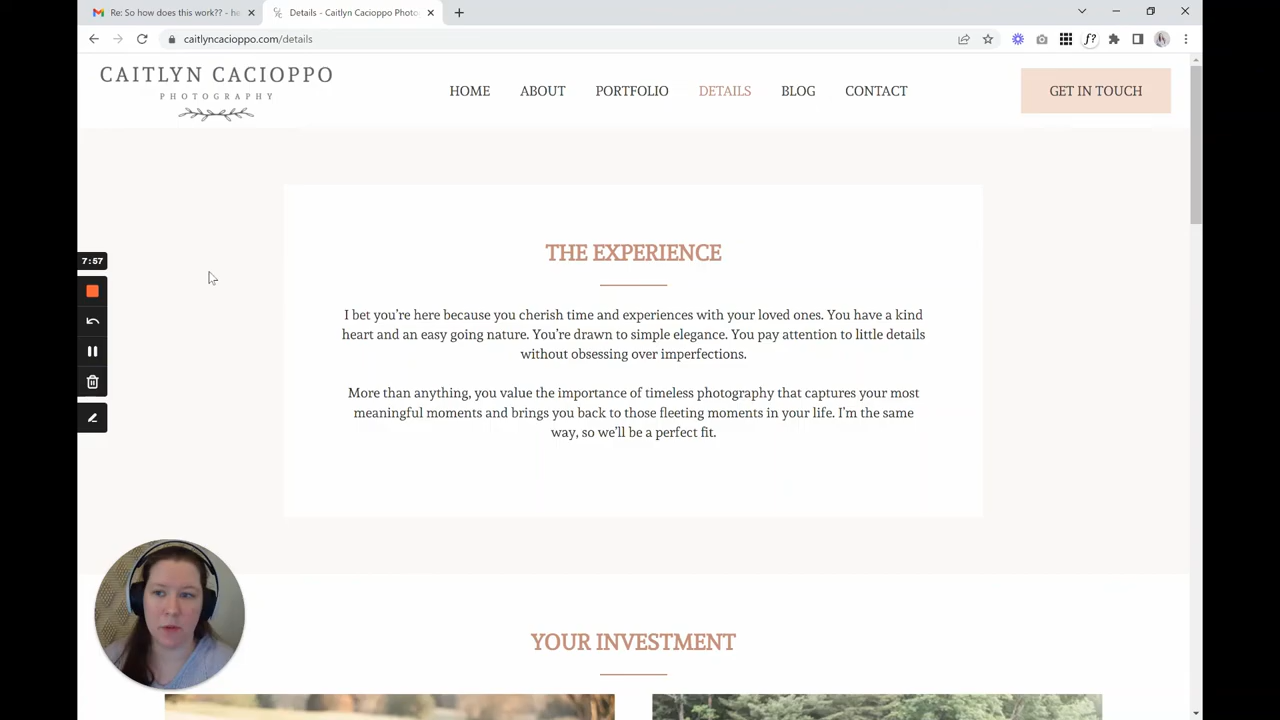 Re: So how does this work?? - he
Details - Caitlyn Cacioppo Photo
caitlyncacioppo.com/details
f?
CAITLYN CACIOPPO
PHOTOGRAPHY
HOME
ABOUT
PORTFOLIO
DETAILS
BLOG
CONTACT
GET IN TOUCH
7:57
THE EXPERIENCE
I bet you're here because you cherish time and experiences with your loved ones. You have a kind
heart and an easy going nature. You're drawn to simple elegance. You pay attention to little details
without obsessing over imperfections.
More than anything, you value the importance of timeless photography that captures your most
meaningful moments and brings you back to those fleeting moments in your life. I'm the same
way, so we'll be a perfect fit.
YOUR INVESTMENT